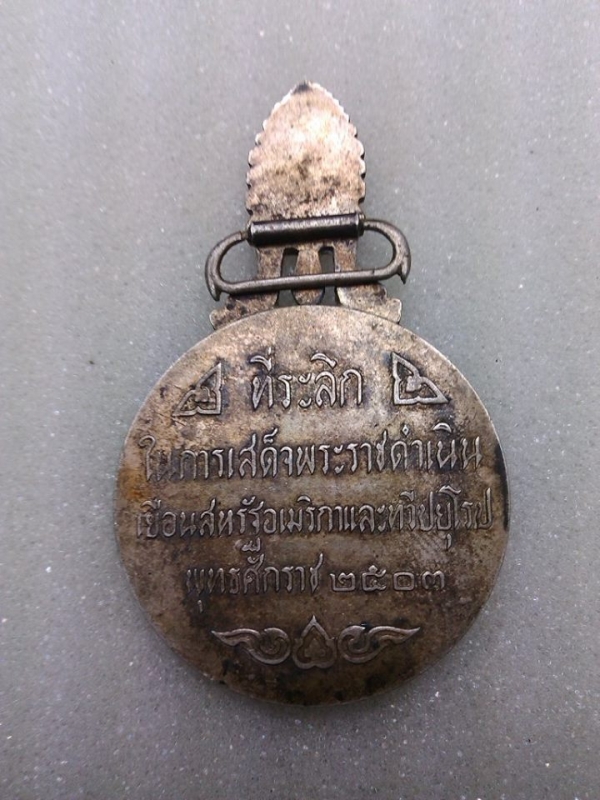 ที่ระลึก
ในการเสด็จพระราชดำเนิน
เยือนสหรัฐอเมริกาและทวีปยุโรป
พุทธศักราช ๒๕๐๓